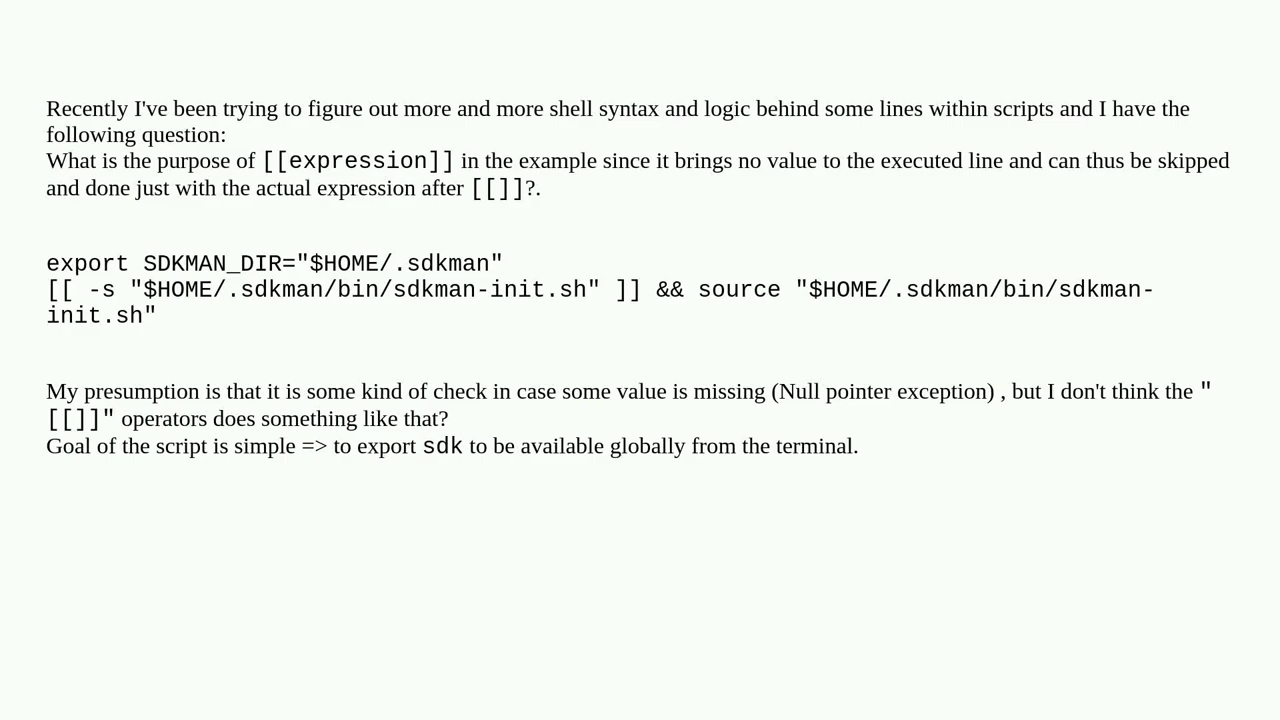 Recently I've been trying to figure out more and more shell syntax and logic behind some lines within scripts and I have the
following question:
What is the purpose of [[expression]] in the example since it brings no value to the executed line and can thus be skipped
and done just with the actual expression after [[]]?.
export SDKMAN_DIR="$HOME/.sdkman"
[[ -s "$HOME/.sdkman/bin/sdkman-init.sh" ]] && source "$HOME/.sdkman/bin/sdkman-
init.sh"
My presumption is that it is some kind of check in case some value is missing (Null pointer exception) , but I don't think the "
[[]]" operators does something like that?
Goal of the script is simple => to export sdk to be available globally from the terminal.